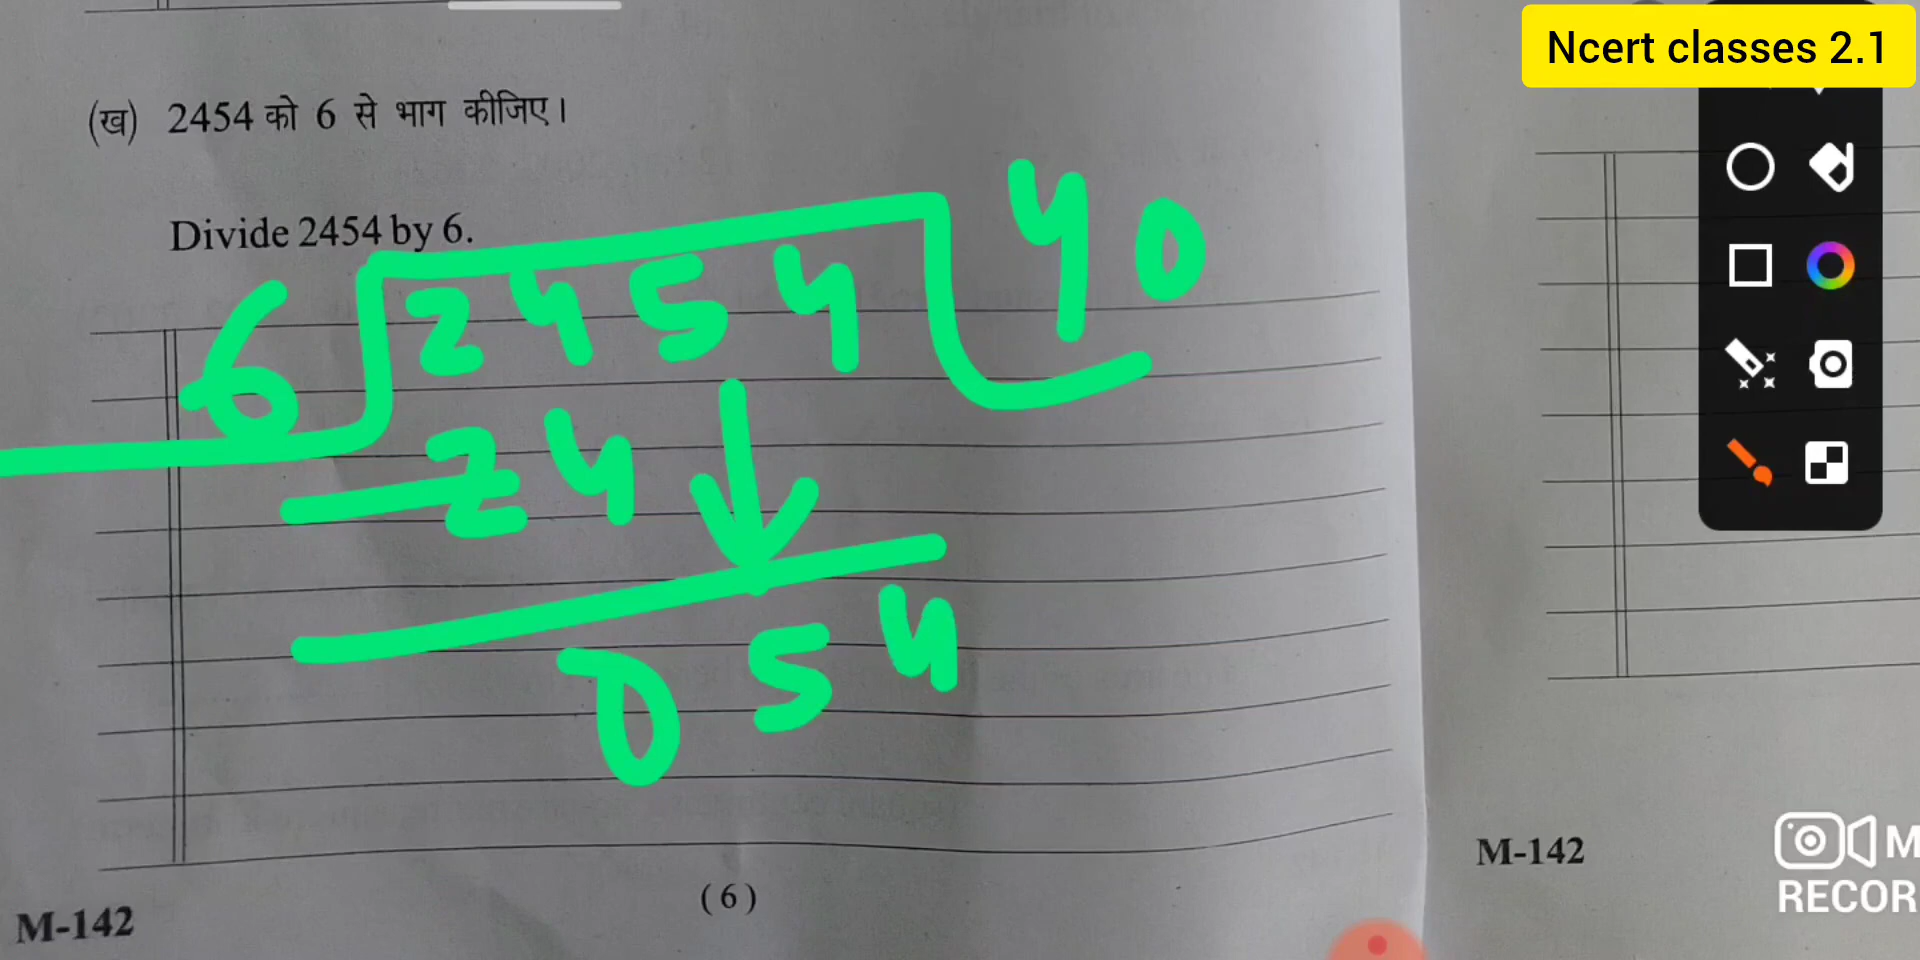 Ncert classes 2.1
(ख) 2454 को 6 से भाग कीजिए।
Divide 2454 by 6.
6 2454 40
24
054
(6)
M-142
M-142
RECOR